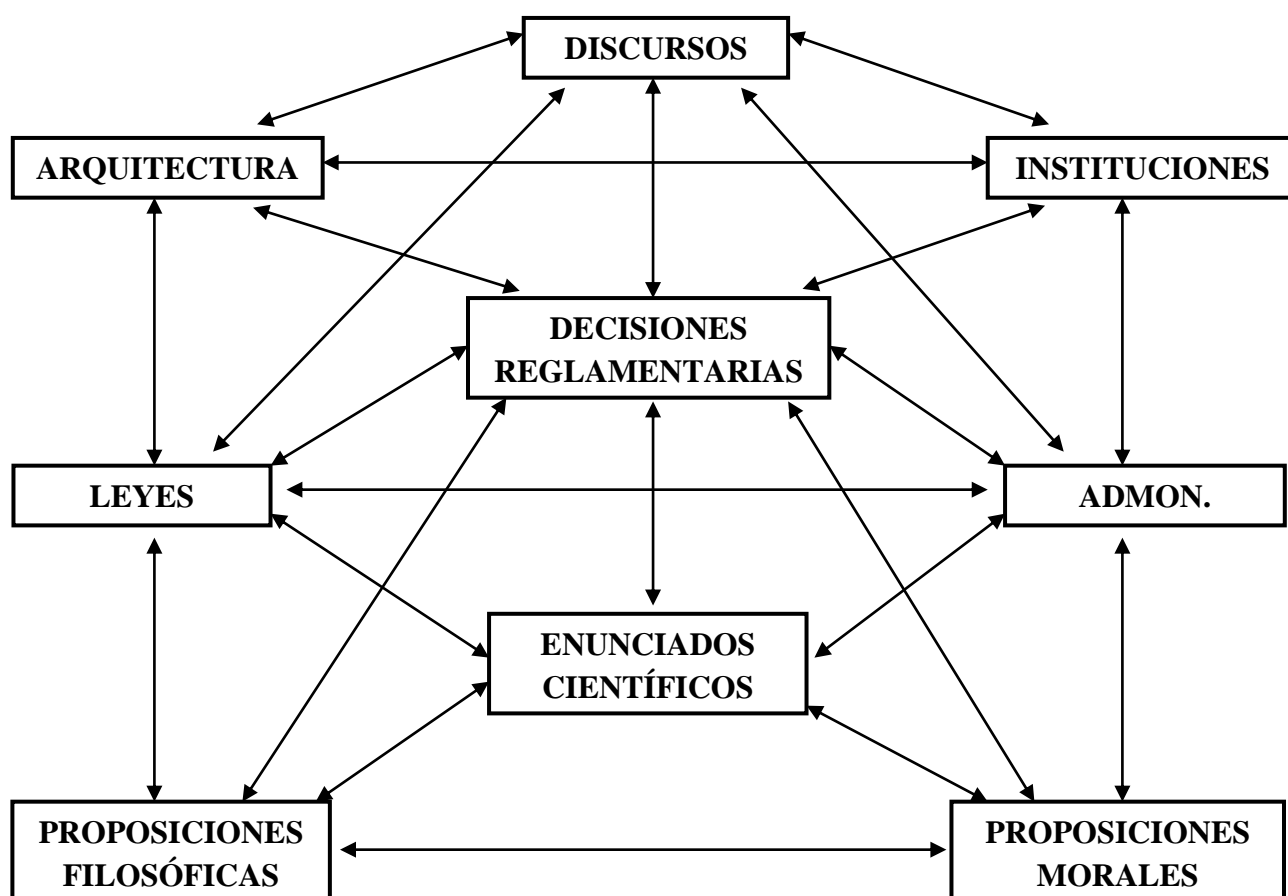 DISCURSOS
ARQUITECTURA
INSTITUCIONES
DECISIONES
REGLAMENTARIAS
LEYES
ADMON.
ENUNCIADOS
CIENTÍFICOS
PROPOSICIONES
FILOSÓFICAS
PROPOSICIONES
MORALES